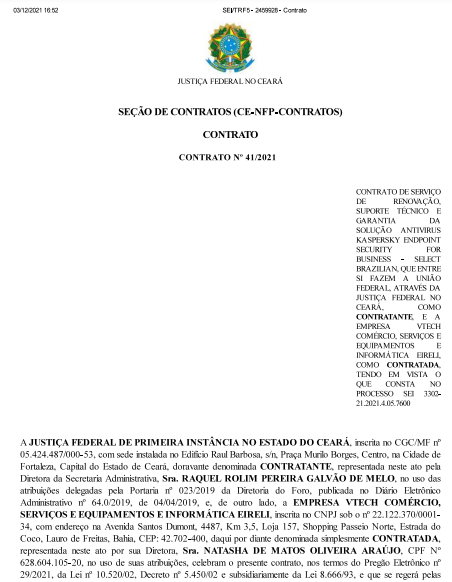 03/12/2021 16:52
SEI/TRF5 - 2459928 - Contrato
JUSTIÇA FEDERAL NO CEARÁ
SEÇÃO DE CONTRATOS (CE-NFP-CONTRATOS)
CONTRATO
CONTRATO Nº 41/2021
CONTRATO DE SERVIÇO
DE RENOVAÇÃO,
SUPORTE TÉCNICO E
GARANTIA DA
SOLUÇÃO ANTIVIRUS
KASPERSKY ENDPOINT
SECURITY FOR
BUSINESS - SELECT
BRAZILIAN, QUE ENTRE
SI FAZEM A UNIÃO
FEDERAL, ATRAVÉS DA
JUSTIÇA FEDERAL NO
CEARÁ, COMO
CONTRATANTE, E A
EMPRESA VTECH
COMÉRCIO, SERVIÇOS E
EQUIPAMENTOS E
INFORMÁTICA EIRELI,
COMO CONTRATADA,
TENDO EM VISTA O
QUE CONSTA NO
PROCESSO SEI 3302-
21.2021.4.05.7600
A JUSTIÇA FEDERAL DE PRIMEIRA INSTÂNCIA NO ESTADO DO CEARÁ, inscrita no CGC/MF nº
05.424.487/000-53, com sede instalada no Edifício Raul Barbosa, s/n, Praça Murilo Borges, Centro, na Cidade de
Fortaleza, Capital do Estado de Ceará, doravante denominada CONTRATANTE, representada neste ato pela
Diretora da Secretaria Administrativa, Sra. RAQUEL ROLIM PEREIRA GALVÃO DE MELO, no uso das
atribuições delegadas pela Portaria nº 023/2019 da Diretoria do Foro, publicada no Diário Eletrônico
Administrativo nº 64.0/2019, de 04/04/2019, e, de outro lado, a EMPRESA VTECH COMÉRCIO,
SERVIÇOS E EQUIPAMENTOS E INFORMÁTICA EIRELI, inscrita no CNPJ sob o nº 22.122.370/0001-
34, com endereço na Avenida Santos Dumont, 4487, Km 3,5, Loja 157, Shopping Passeio Norte, Estrada do
Coco, Lauro de Freitas, Bahia, CEP: 42.702-400, daqui por diante denominada simplesmente CONTRATADA,
representada neste ato por sua Diretora, Sra. NATASHA DE MATOS OLIVEIRA ARAÚJO, CPF Nº
628.604.105-20, no uso de suas atribuições, celebram o presente contrato, nos termos do Pregão Eletrônico nº
29/2021, da Lei nº 10.520/02, Decreto nº 5.450/02 e subsidiariamente da Lei 8.666/93, e que se regerá pelas